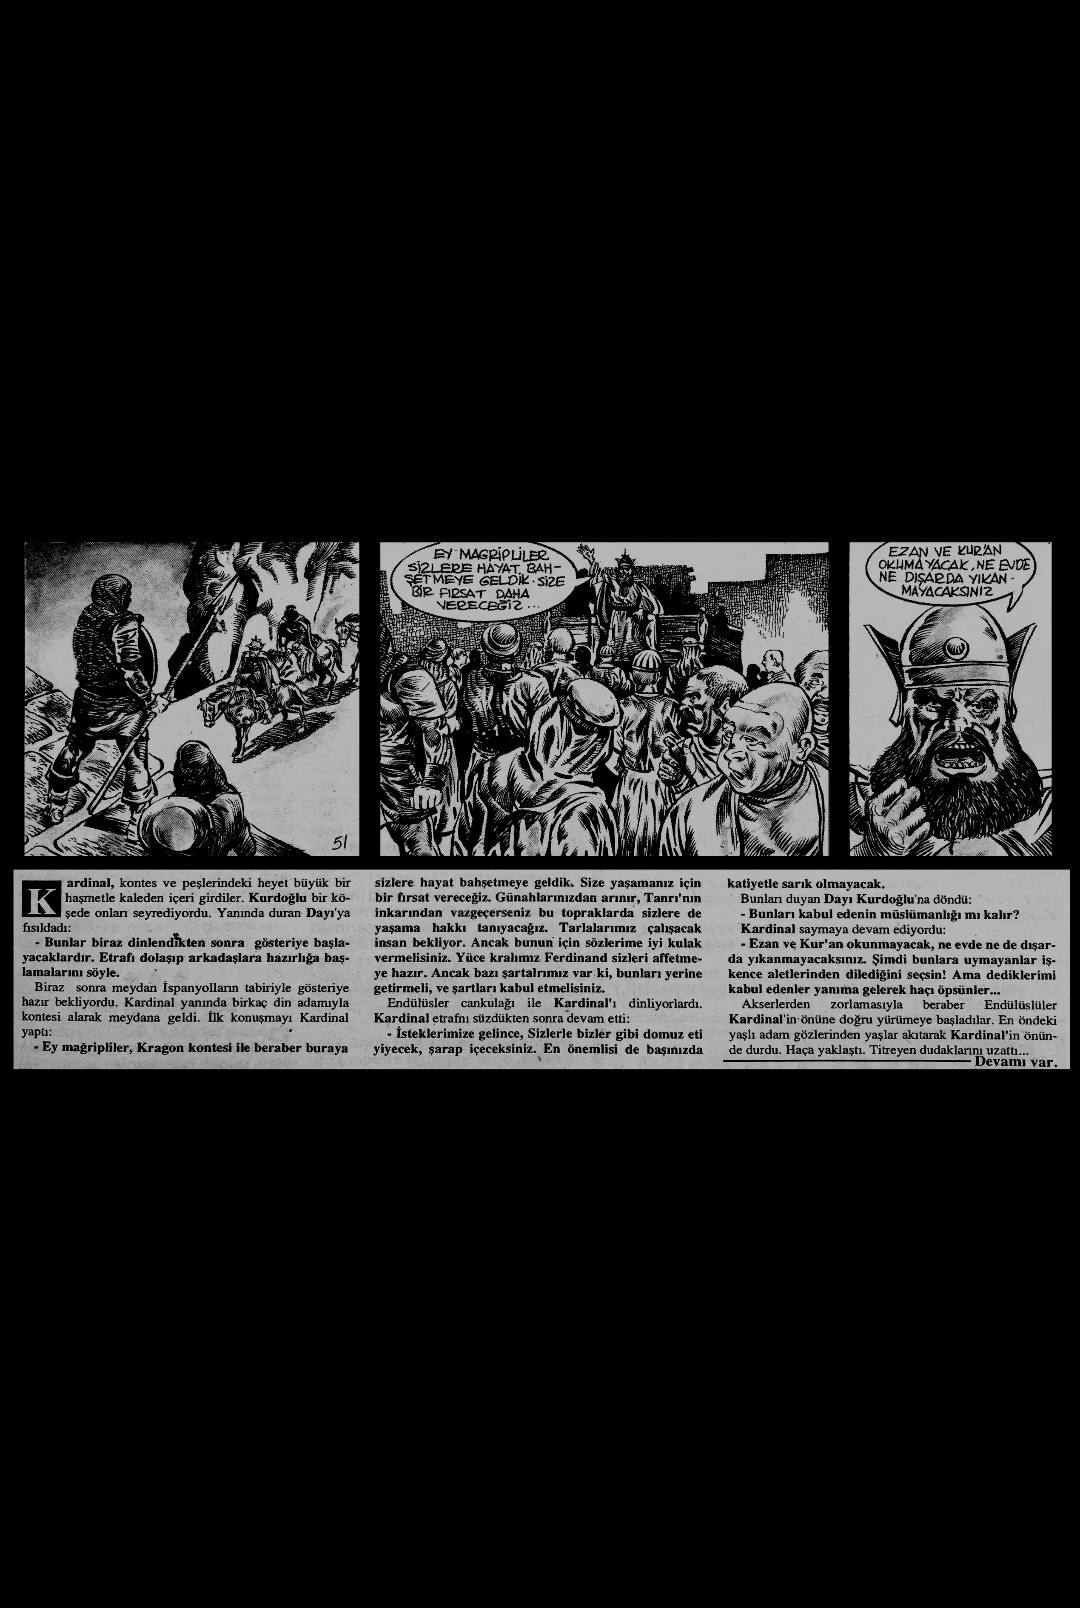 EY MAGRİPLİLER
SİZLERE HAYAT BAH-
ŞETMEYE GELDİK. SİZE
BİR FIRSAT DAHA
VERECEĞİZ...
EZAN VE KUR'AN
OKUMAYACAK, NE EVDE
NE DIŞARDA YIKAN-
MAYACAKSINIZ
51
Kardinal, kontes ve peşlerindeki heyet büyük bir
haşmetle kaleden içeri girdiler. Kurdoğlu bir kö-
şede onları seyrediyordu. Yanında duran Dayı'ya
fısıldadı:
- Bunlar biraz dinlendikten sonra gösteriye başla-
yacaklardır. Etrafı dolaşıp arkadaşlara hazırlığa baş-
lamalarını söyle.
Biraz sonra meydan İspanyolların tabiriyle gösteriye
hazır bekliyordu. Kardinal yanında birkaç din adamıyla
kontesi alarak meydana geldi. İlk konuşmayı Kardinal
yaptı:
- Ey mağripliler, Kragon kontesi ile beraber buraya
sizlere hayat bahşetmeye geldik. Size yaşamanız için
bir fırsat vereceğiz. Günahlarınızdan arınır, Tanrı'nın
inkarından vazgeçerseniz bu topraklarda sizlere de
yaşama hakkı tanıyacağız. Tarlalarımız çalışacak
insan bekliyor. Ancak bunun için sözlerime iyi kulak
vermelisiniz. Yüce kralımız Ferdinand sizleri affetme-
ye hazır. Ancak bazı şartalrımız var ki, bunları yerine
getirmeli, ve şartları kabul etmelisiniz.
Endülüsler cankulağı ile Kardinal'ı dinliyorlardı.
Kardinal etrafını süzdükten sonra devam etti:
- İsteklerimize gelince, Sizlerle bizler gibi domuz eti
yiyecek, şarap içeceksiniz. En önemlisi de başınızda
katiyetle sarık olmayacak.
Bunları duyan Dayı Kurdoğlu'na döndü:
- Bunları kabul edenin müslümanlığı mı kalır?
Kardinal saymaya devam ediyordu:
- Ezan ve Kur'an okunmayacak, ne evde ne de dışar-
da yıkanmayacaksınız. Şimdi bunlara uymayanlar iş-
kence aletlerinden dilediğini seçsin! Ama dediklerimi
kabul edenler yanıma gelerek haçı öpsünler...
Akserlerden zorlamasıyla beraber Endülüslüler
Kardinal'in önüne doğru yürümeye başladılar. En öndeki
yaşlı adam gözlerinden yaşlar akıtarak Kardinal'in önün-
de durdu. Haça yaklaştı. Titreyen dudaklarını uzattı...
Devamı var.